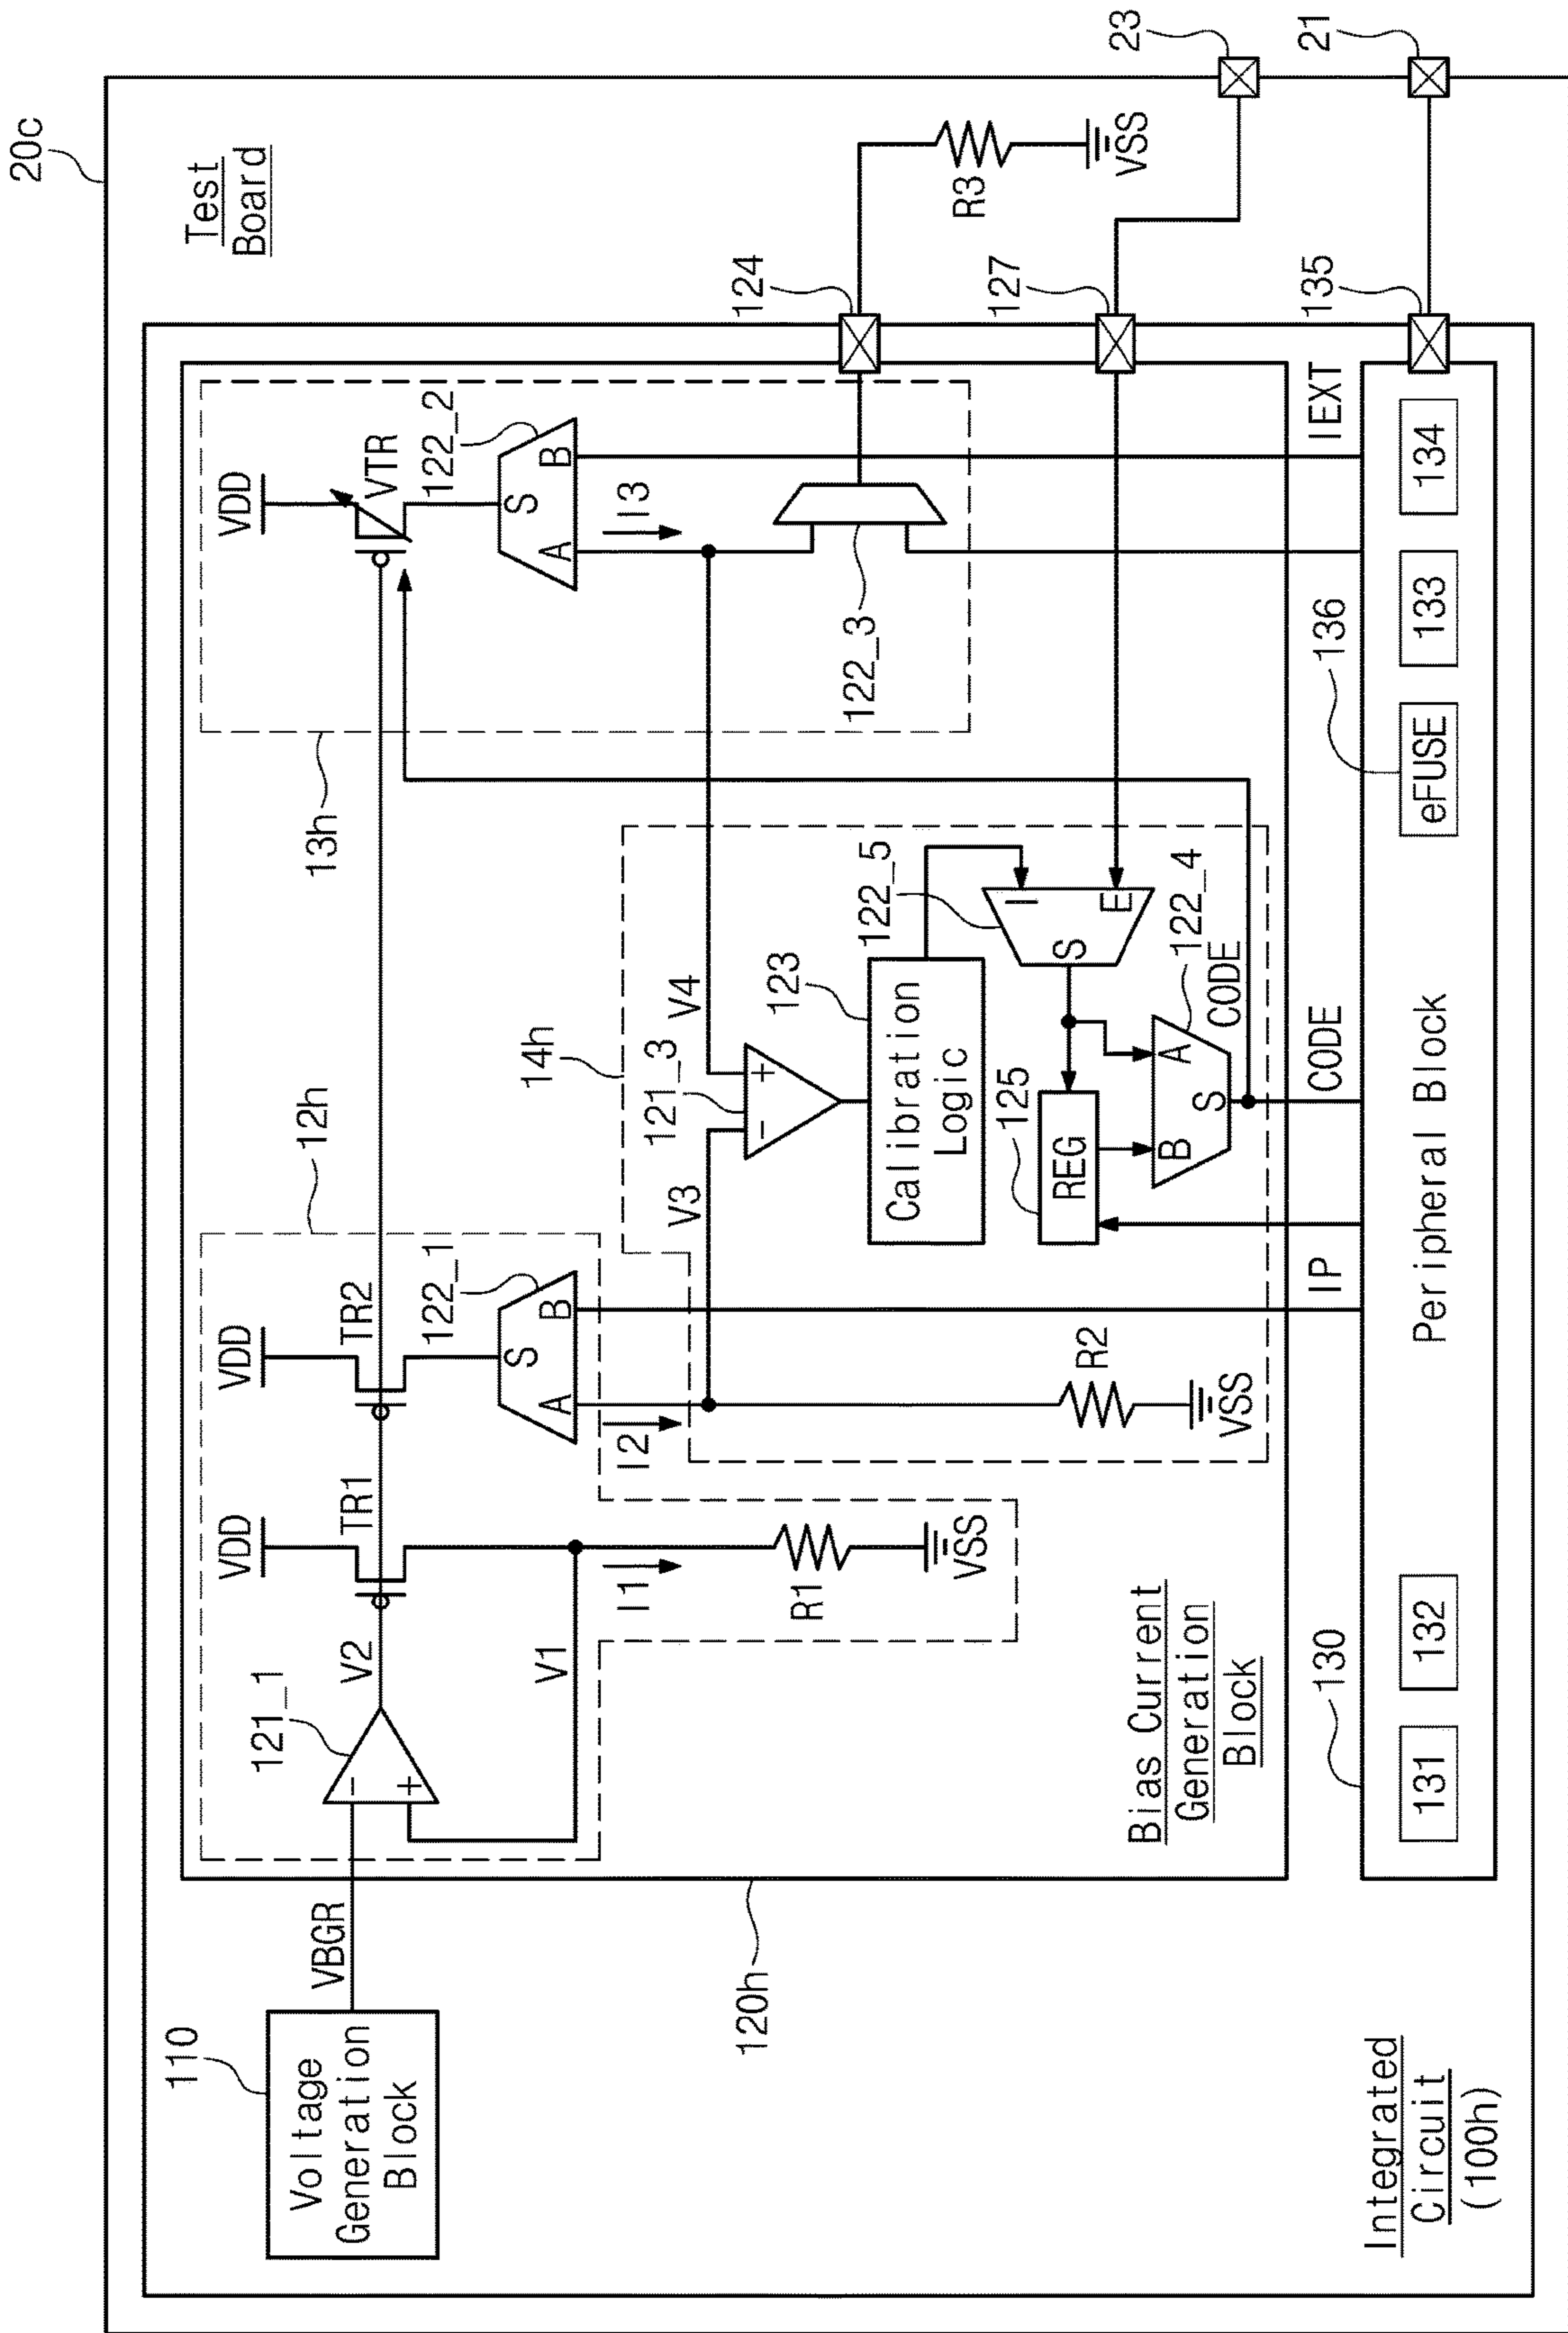 20c
Test
Board
110
Voltage
Generation
Block
VBGR
120h
12h
121_1
V2
VDD
TR1
VDD
TR2
V1
I1
R1
VSS
S
A
B
122_1
I2
R2
VSS
IP
13h
VDD
VTR
122_2
S
A
B
I3
122_3
124
R3
VSS
14h
V3
V4
121_3
-
+
-
+
123
Calibration
Logic
122_5
I
E
S
125
REG
122_4
A
B
S
CODE
CODE
127
23
IEXT
135
21
Bias Current
Generation
Block
130
131
132
Peripheral Block
136
eFUSE
133
134
Integrated
Circuit
(100h)